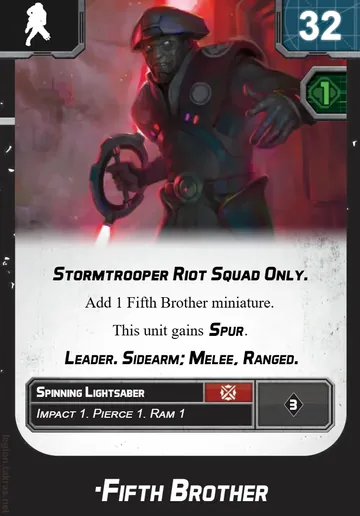 32
1
Stormtrooper Riot Squad Only.
Add 1 Fifth Brother miniature.
This unit gains Spur.
Leader. Sidearm: Melee, Ranged.
Spinning Lightsaber
Impact 1. Pierce 1. Ram 1
3
•Fifth Brother